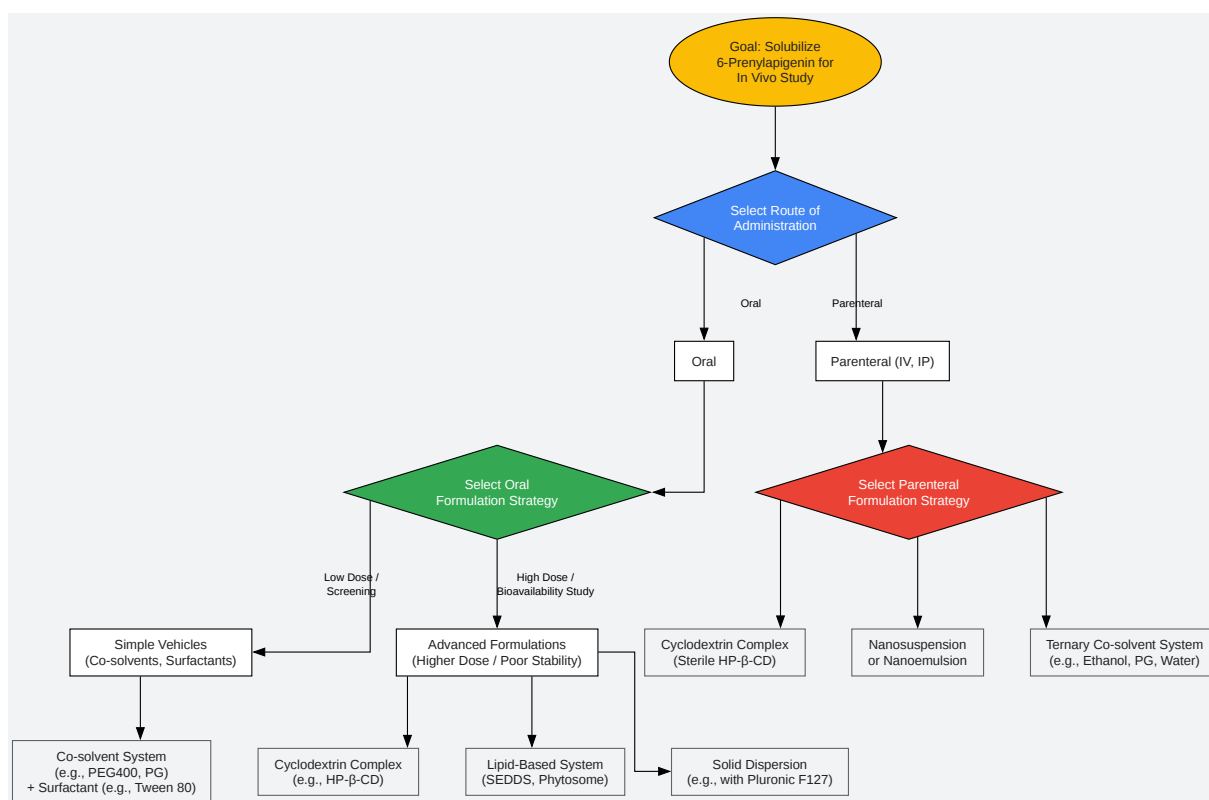 Goal: Solubilize
6-Prenylapigenin for
In Vivo Study
Select Route of
Administration
Oral
Parenteral
Oral
Parenteral (IV, IP)
Select Oral
Formulation Strategy
Select Parenteral
Formulation Strategy
Low Dose /
Screening
High Dose /
Bioavailability Study
Simple Vehicles
(Co-solvents, Surfactants)
Advanced Formulations
(Higher Dose / Poor Stability)
Cyclodextrin Complex
(Sterile HP-β-CD)
Nanosuspension
or Nanoemulsion
Ternary Co-solvent System
(e.g., Ethanol, PG, Water)
Co-solvent System
(e.g., PEG400, PG)
+ Surfactant (e.g., Tween 80)
Cyclodextrin Complex
(e.g., HP-β-CD)
Lipid-Based System
(SEDDS, Phytosome)
Solid Dispersion
(e.g., with Pluronic F127)